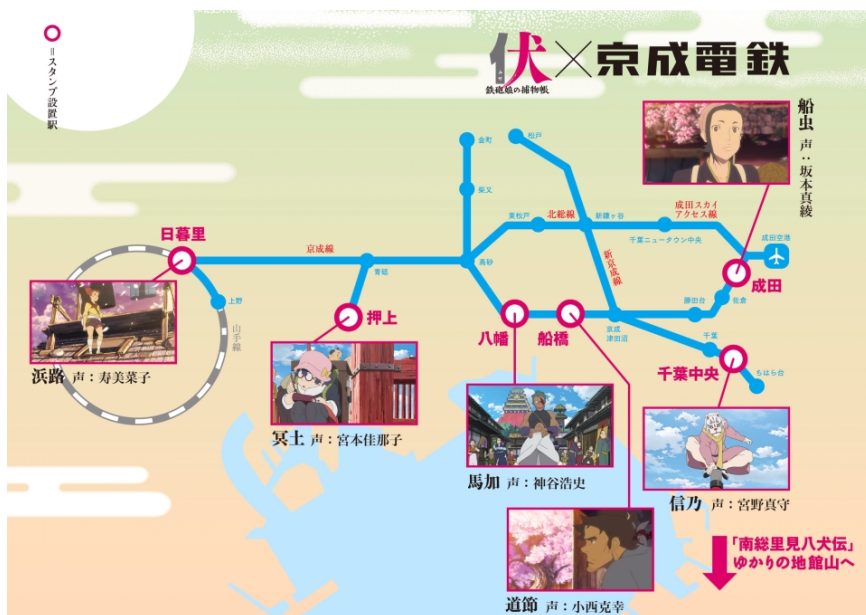 ＝スタンプ設置駅
伏×京成電鉄
鉄砲娘の捕物帳
船虫 声：坂本真綾
金町
松戸
柴又
東松戸
北総線
新鎌ヶ谷
成田スカイ
アクセス線
千葉ニュータウン中央
成田空港
日暮里
京成線
青砥
高砂
新京成線
成田
上野
山手線
押上
八幡
船橋
京成
津田沼
勝田台
佐倉
千葉
千葉中央
ちはら台
浜路 声：寿美菜子
冥土 声：宮本佳那子
馬加 声：神谷浩史
信乃 声：宮野真守
道節 声：小西克幸
「南総里見八犬伝」
ゆかりの地館山へ